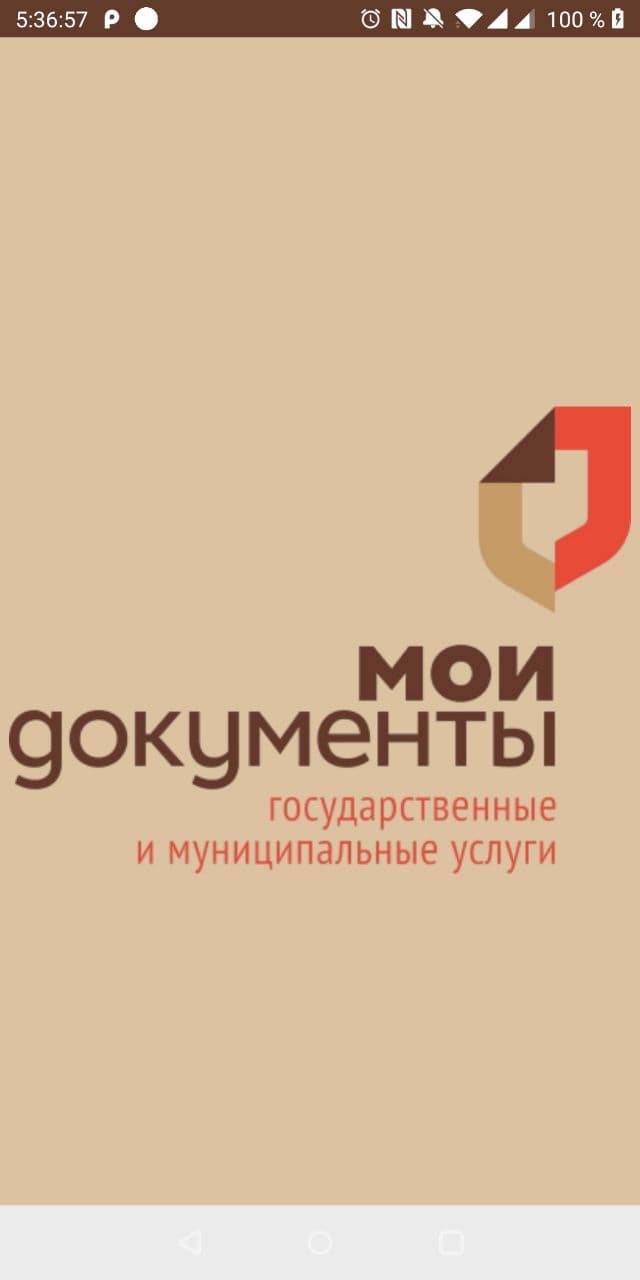 5:36:57 100 %
мои
документы
государственные
и муниципальные услуги